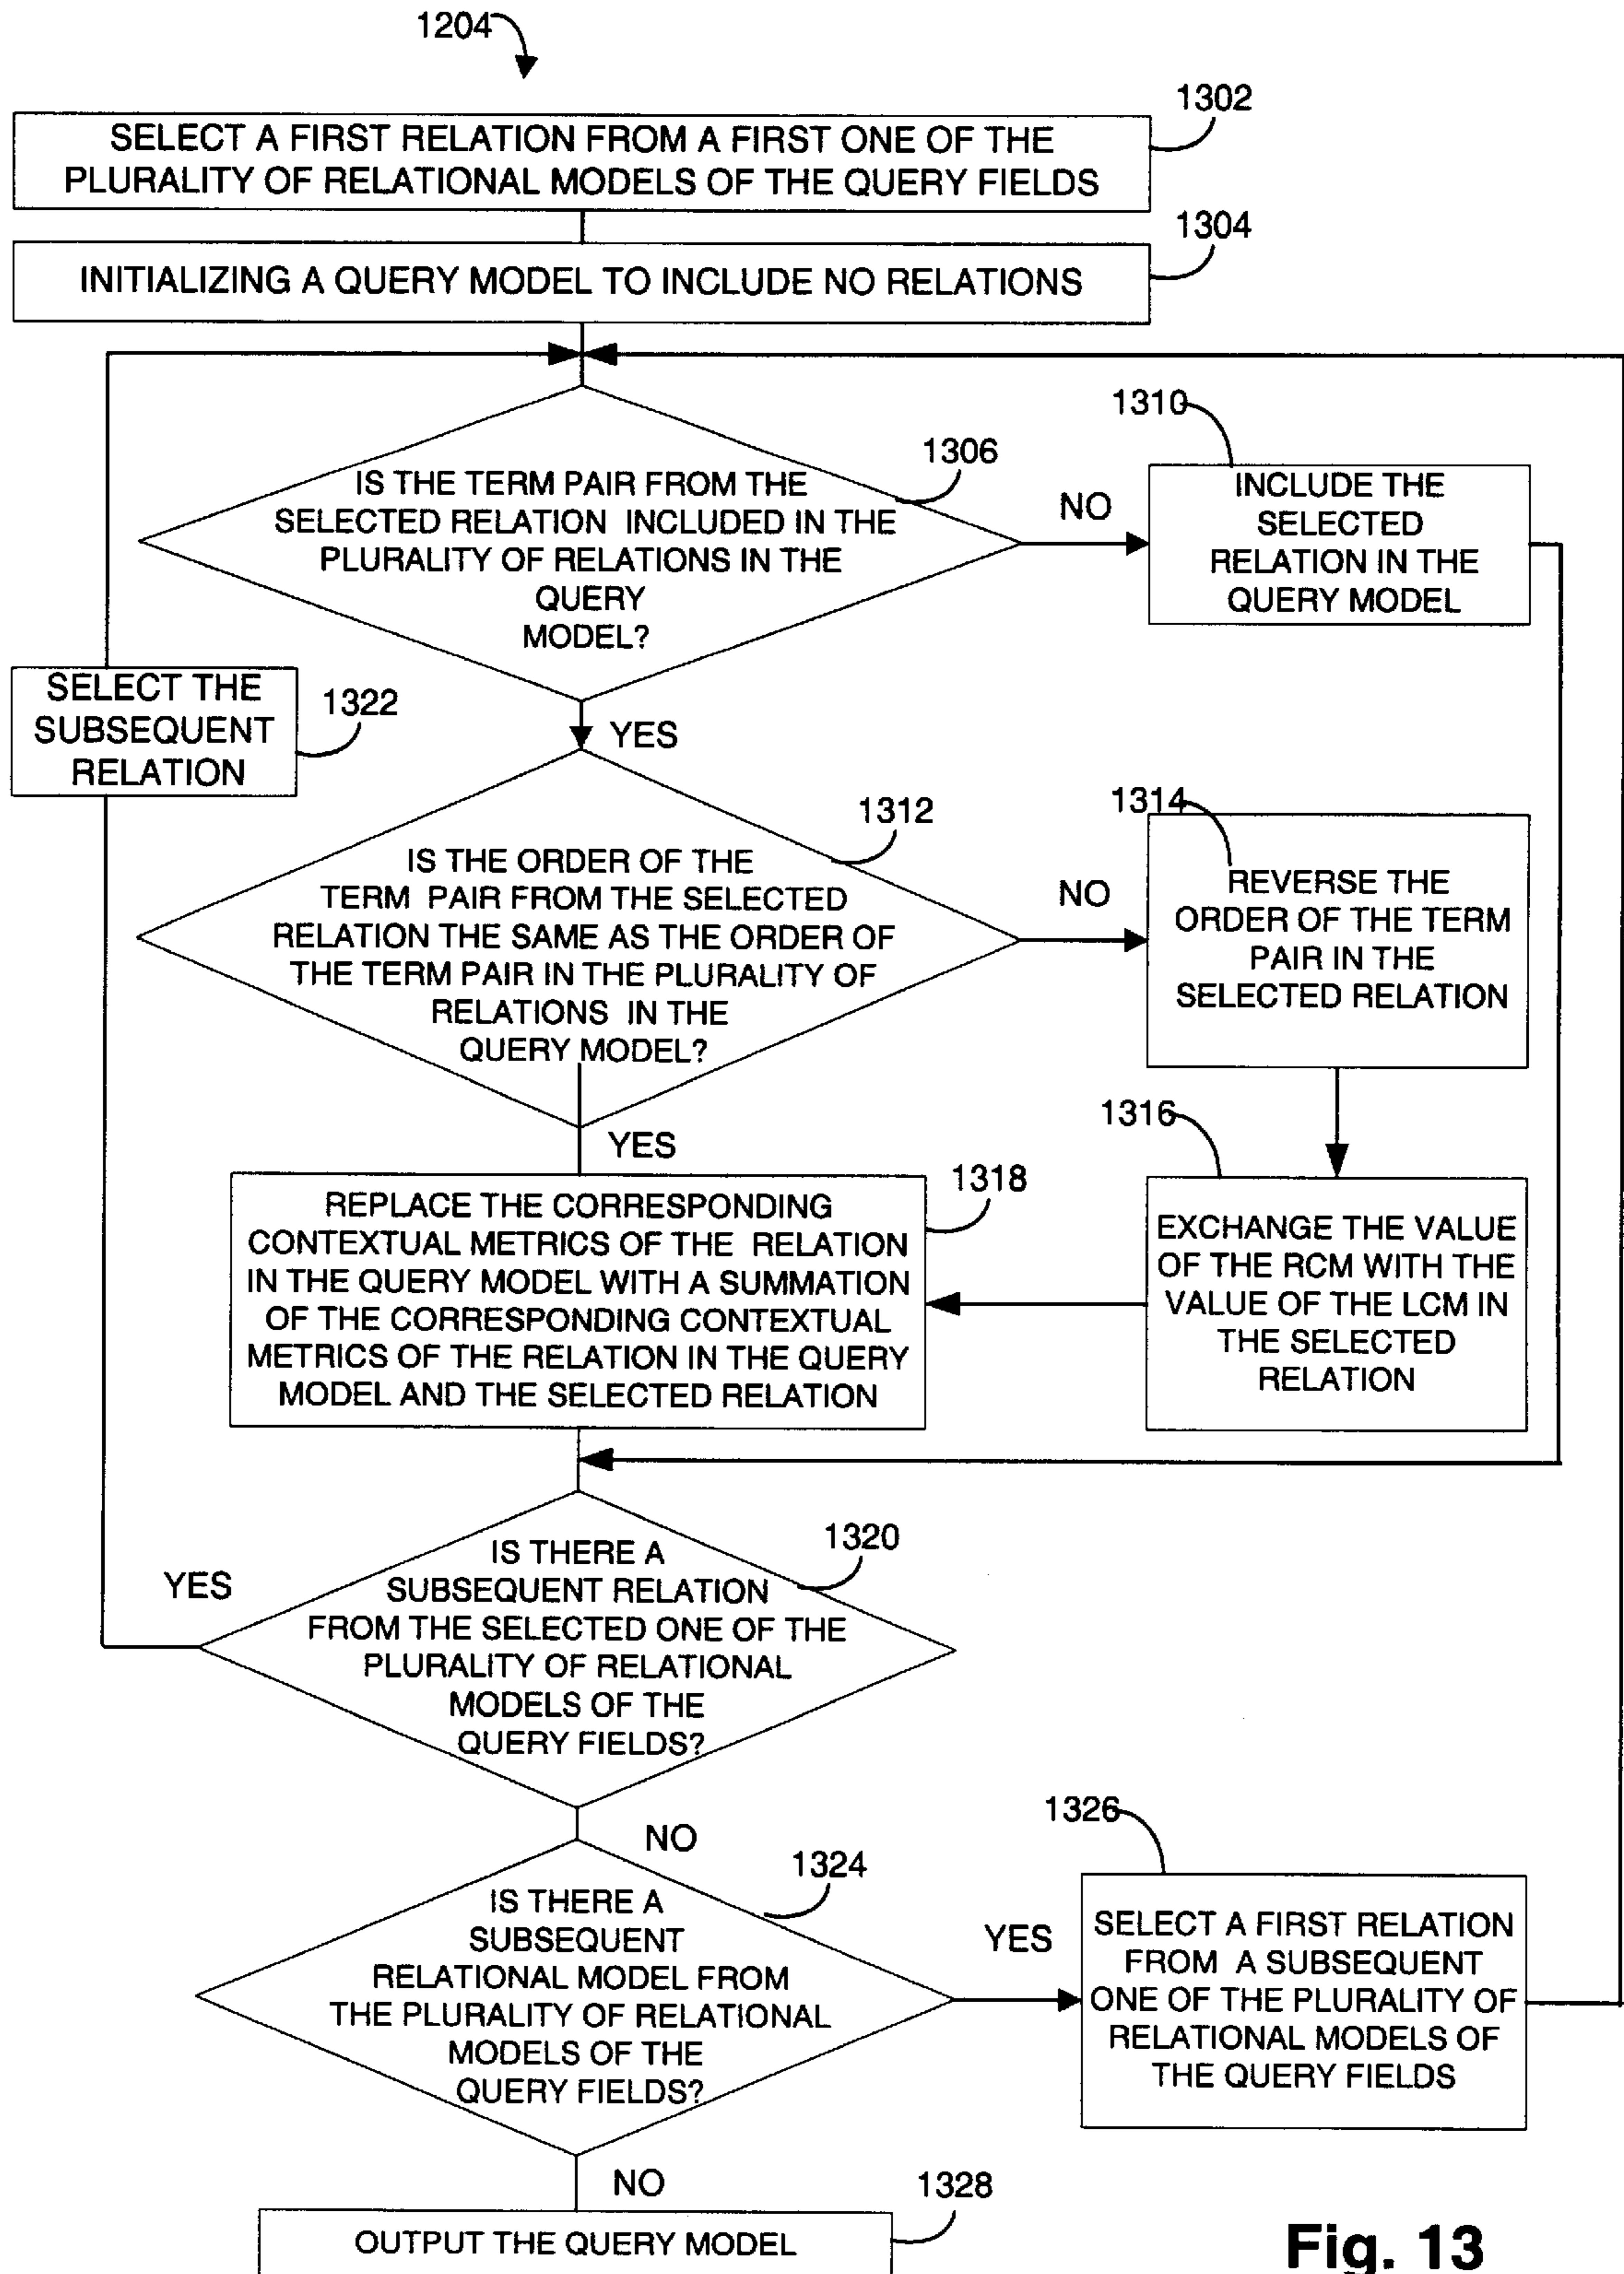 1204
1302
SELECT A FIRST RELATION FROM A FIRST ONE OF THE
PLURALITY OF RELATIONAL MODELS OF THE QUERY FIELDS
1304
INITIALIZING A QUERY MODEL TO INCLUDE NO RELATIONS
1306
IS THE TERM PAIR FROM THE
SELECTED RELATION INCLUDED IN THE
PLURALITY OF RELATIONS IN THE
QUERY
MODEL?
NO
1310
INCLUDE THE
SELECTED
RELATION IN THE
QUERY MODEL
YES
SELECT THE
SUBSEQUENT
RELATION
1322
1312
IS THE ORDER OF THE
TERM PAIR FROM THE SELECTED
RELATION THE SAME AS THE ORDER OF
THE TERM PAIR IN THE PLURALITY OF
RELATIONS IN THE
QUERY MODEL?
NO
1314
REVERSE THE
ORDER OF THE TERM
PAIR IN THE
SELECTED RELATION
YES
1316
EXCHANGE THE VALUE
OF THE RCM WITH THE
VALUE OF THE LCM IN
THE SELECTED
RELATION
1318
REPLACE THE CORRESPONDING
CONTEXTUAL METRICS OF THE RELATION
IN THE QUERY MODEL WITH A SUMMATION
OF THE CORRESPONDING CONTEXTUAL
METRICS OF THE RELATION IN THE QUERY
MODEL AND THE SELECTED RELATION
1320
IS THERE A
SUBSEQUENT RELATION
FROM THE SELECTED ONE OF THE
PLURALITY OF RELATIONAL
MODELS OF THE
QUERY FIELDS?
YES
NO
1324
IS THERE A
SUBSEQUENT
RELATIONAL MODEL FROM
THE PLURALITY OF RELATIONAL
MODELS OF THE
QUERY FIELDS?
YES
1326
SELECT A FIRST RELATION
FROM A SUBSEQUENT
ONE OF THE PLURALITY OF
RELATIONAL MODELS OF
THE QUERY FIELDS
NO
1328
OUTPUT THE QUERY MODEL
Fig. 13